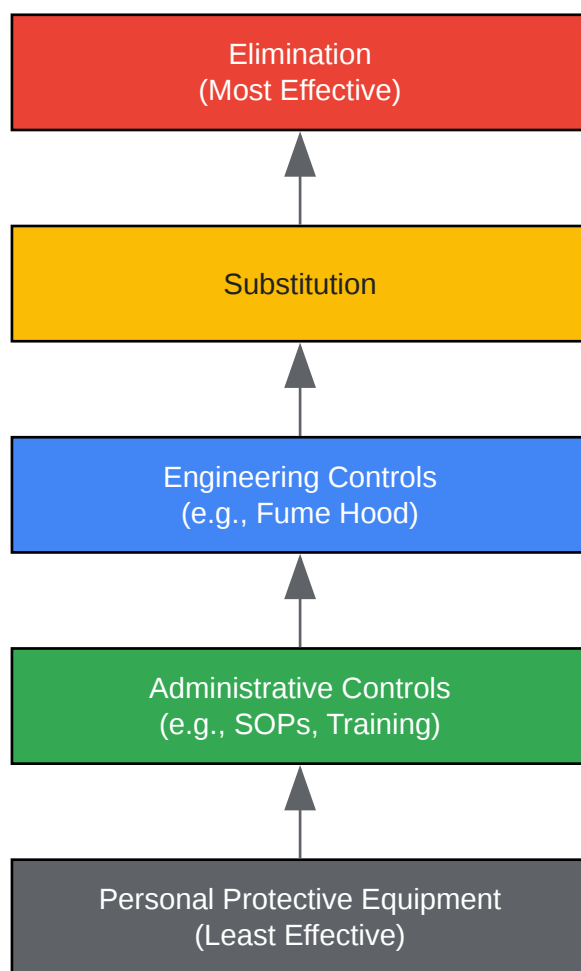 Elimination
(Most Effective)
Substitution
Engineering Controls
(e.g., Fume Hood)
Administrative Controls
(e.g., SOPs, Training)
Personal Protective Equipment
(Least Effective)